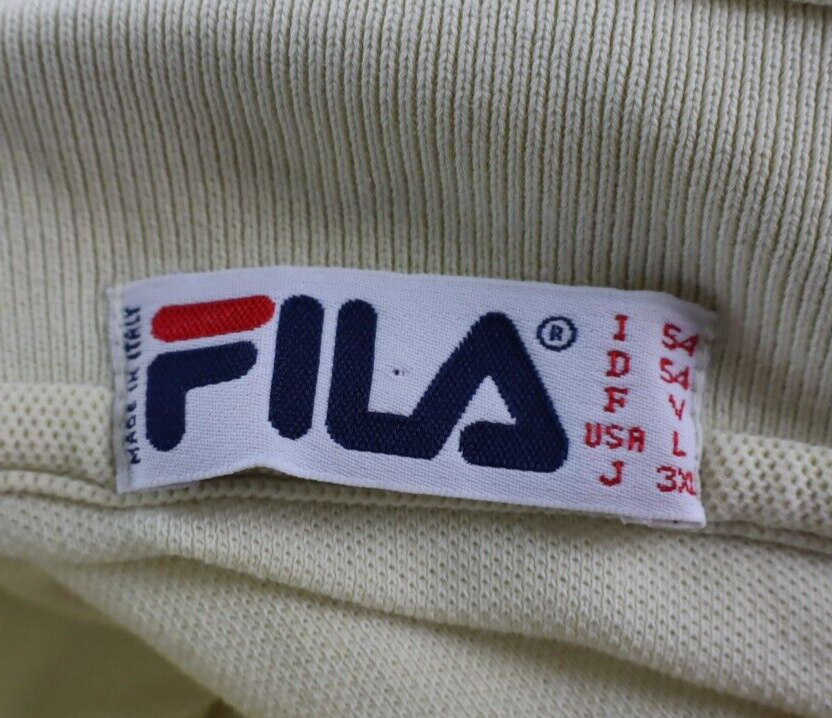 MADE IN ITALY
FILA ®
I 54
D 54
F V
USA L
J 3XL